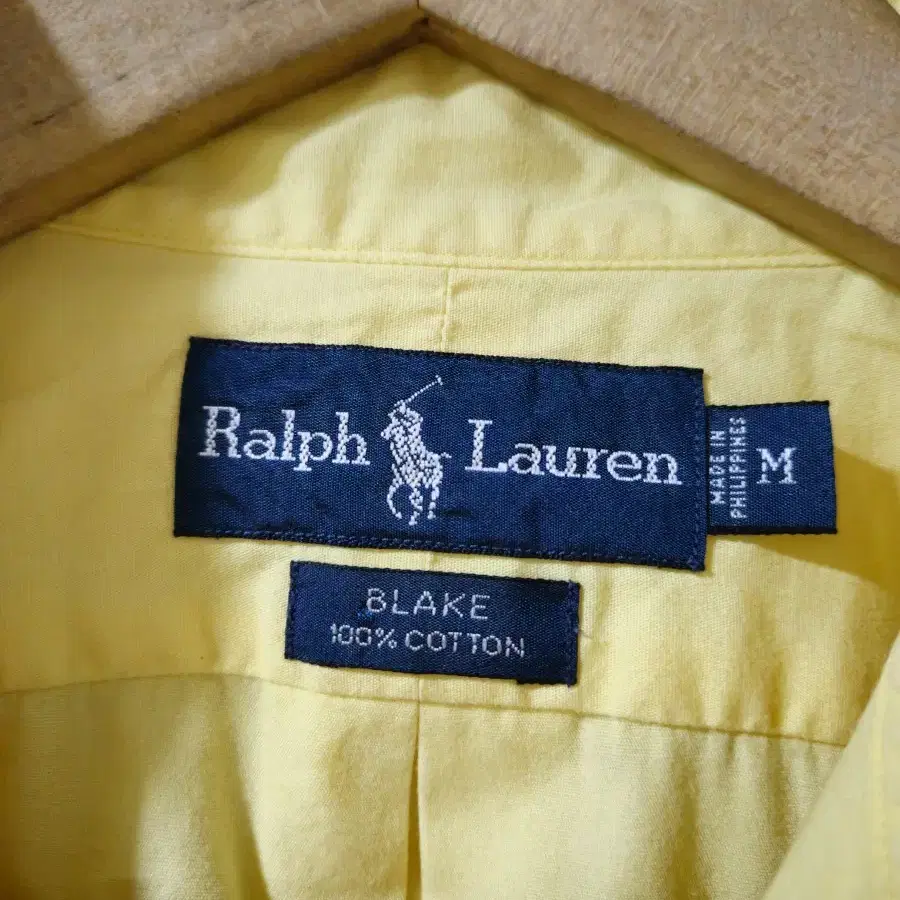 Ralph Lauren
MADE IN
PHILIPPINES
M
BLAKE
100% COTTON